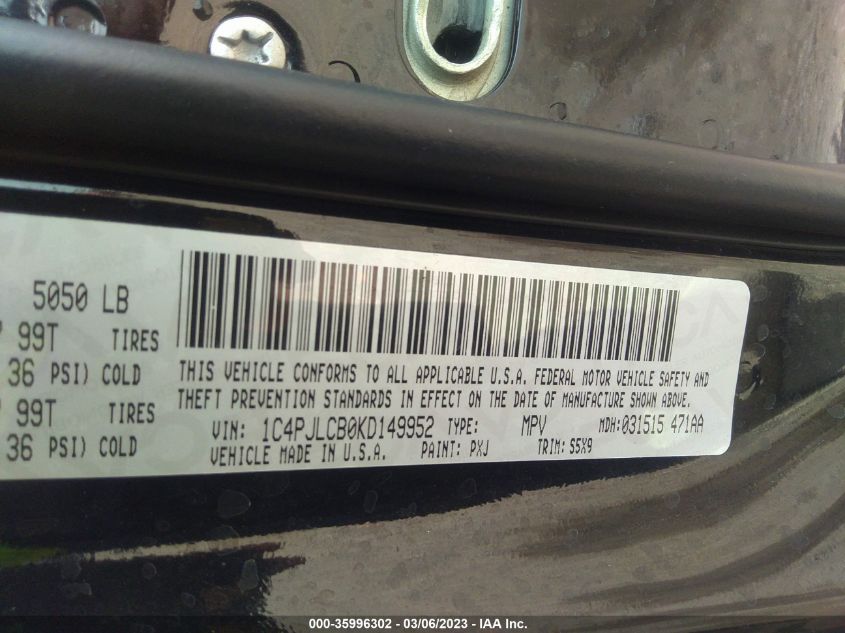 5050 LB
99T TIRES
36 PSI) COLD
99T TIRES
36 PSI) COLD
THIS VEHICLE CONFORMS TO ALL APPLICABLE U.S.A. FEDERAL MOTOR VEHICLE SAFETY AND
THEFT PREVENTION STANDARDS IN EFFECT ON THE DATE OF MANUFACTURE SHOWN ABOVE.
VIN: 1C4PJLCB0KD149952 TYPE: MPV MDH:031515 471AA
VEHICLE MADE IN U.S.A. PAINT: PXJ TRIM: S5X9
000-35996302 — 03/06/2023 — IAA Inc.